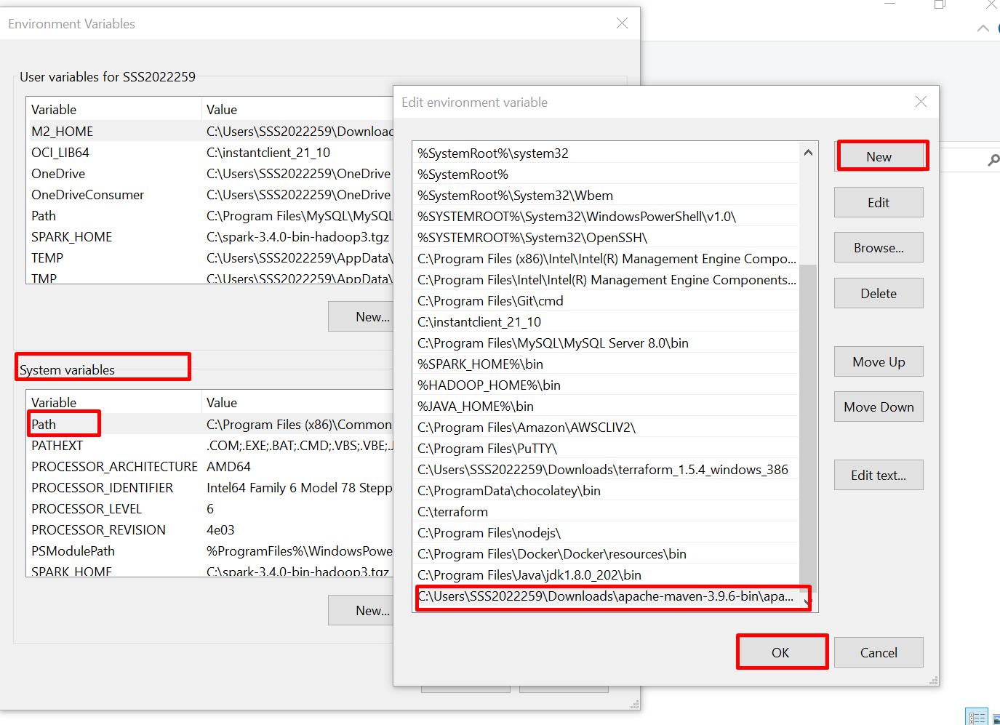 Environment Variables
User variables for SSS2022259
Variable Value
M2_HOME C:\Users\SSS2022259\Downloac
OCI_LIB64 C:\instantclient_21_10
OneDrive C:\Users\SSS2022259\OneDrive
OneDriveConsumer C:\Users\SSS2022259\OneDrive
Path C:\Program Files\MySQL\MySQL
SPARK_HOME C:\spark-3.4.0-bin-hadoop3.tgz
TEMP C:\Users\SSS2022259\AppData\
TMP C:\Users\SSS2022259\AppData\
New...
System variables
Variable Value
Path C:\Program Files (x86)\Common
PATHEXT .COM;.EXE;.BAT;.CMD;.VBS;.VBE;.J
PROCESSOR_ARCHITECTURE AMD64
PROCESSOR_IDENTIFIER Intel64 Family 6 Model 78 Stepp
PROCESSOR_LEVEL 6
PROCESSOR_REVISION 4e03
PSModulePath %ProgramFiles%\WindowsPowe
SPARK_HOME C:\spark-3.4.0-bin-hadoop3.tgz
New...
Edit environment variable
%SystemRoot%\system32
%SystemRoot%
%SystemRoot%\System32\Wbem
%SYSTEMROOT%\System32\WindowsPowerShell\v1.0\
%SYSTEMROOT%\System32\OpenSSH\
C:\Program Files (x86)\Intel\Intel(R) Management Engine Compo...
C:\Program Files\Intel\Intel(R) Management Engine Components...
C:\Program Files\Git\cmd
C:\instantclient_21_10
C:\Program Files\MySQL\MySQL Server 8.0\bin
%SPARK_HOME%\bin
%HADOOP_HOME%\bin
%JAVA_HOME%\bin
C:\Program Files\Amazon\AWSCLIV2\
C:\Program Files\PuTTY\
C:\Users\SSS2022259\Downloads\terraform_1.5.4_windows_386
C:\ProgramData\chocolatey\bin
C:\terraform
C:\Program Files\nodejs\
C:\Program Files\Docker\Docker\resources\bin
C:\Program Files\Java\jdk1.8.0_202\bin
C:\Users\SSS2022259\Downloads\apache-maven-3.9.6-bin\apa...
New
Edit
Browse...
Delete
Move Up
Move Down
Edit text...
OK
Cancel